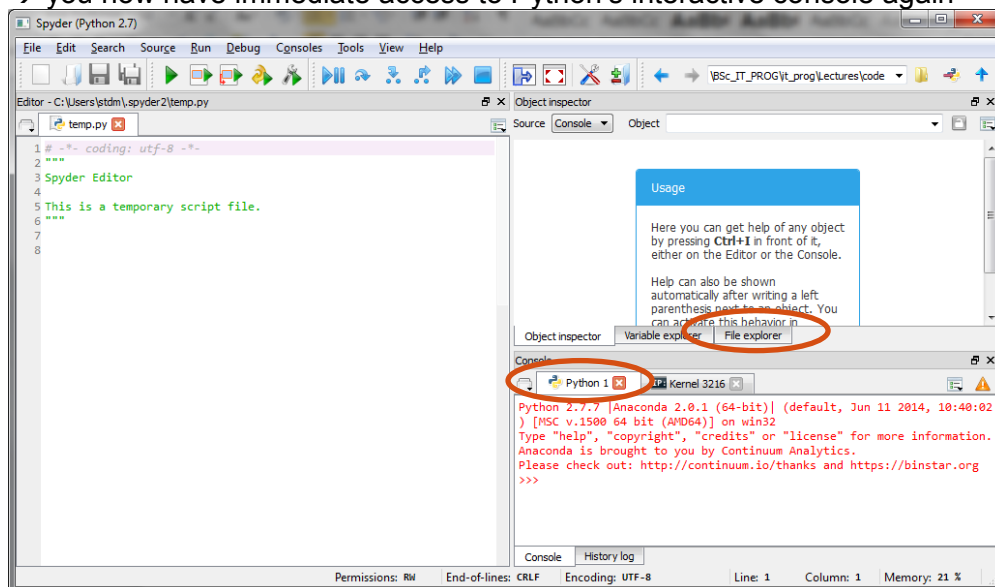 you now have immediate access to Python's interactive console again
Spyder (Python 2.7)
File Edit Search Source Run Debug Consoles Tools View Help
\BSc_IT_PROG\it_prog\Lectures\code
Editor - C:\Users\stdm\.spyder2\temp.py
temp.py
1 # -*- coding: utf-8 -*-
2 """
3 Spyder Editor
4
5 This is a temporary script file.
6 """
7
8
Object inspector
Source Console Object
Usage
Here you can get help of any object
by pressing Ctrl+I in front of it,
either on the Editor or the Console.
Help can also be shown
automatically after writing a left
parenthesis next to an object. You
can activate this behavior in
Object inspector Variable explorer File explorer
Console
Python 1 IP: Kernel 3216
Python 2.7.7 |Anaconda 2.0.1 (64-bit)| (default, Jun 11 2014, 10:40:02
) [MSC v.1500 64 bit (AMD64)] on win32
Type "help", "copyright", "credits" or "license" for more information.
Anaconda is brought to you by Continuum Analytics.
Please check out: http://continuum.io/thanks and https://binstar.org
>>>
Console History log
Permissions: RW End-of-lines: CRLF Encoding: UTF-8 Line: 1 Column: 1 Memory: 21 %